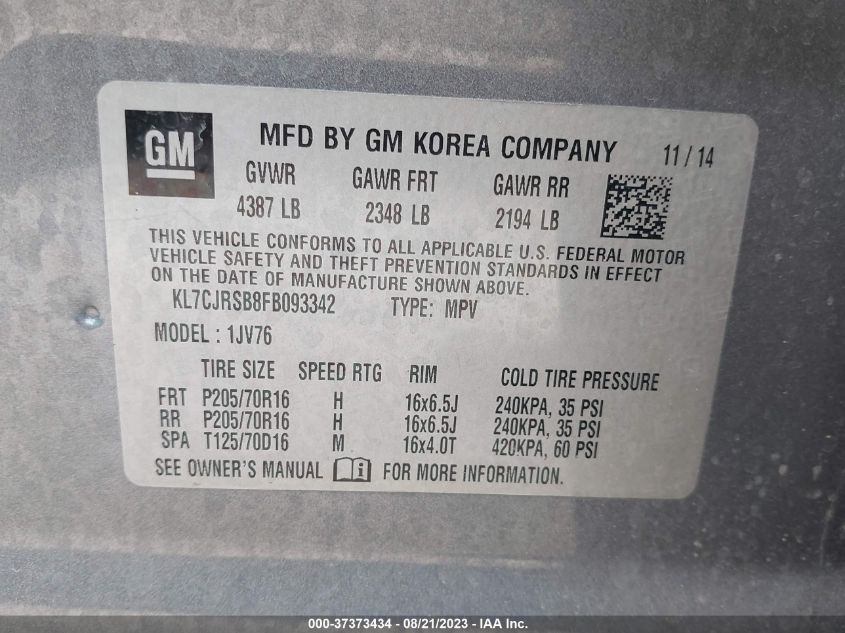 GM
MFD BY GM KOREA COMPANY 11/14
GVWR GAWR FRT GAWR RR
4387 LB 2348 LB 2194 LB
THIS VEHICLE CONFORMS TO ALL APPLICABLE U.S. FEDERAL MOTOR
VEHICLE SAFETY AND THEFT PREVENTION STANDARDS IN EFFECT
ON THE DATE OF MANUFACTURE SHOWN ABOVE.
KL7CJRSB8FB093342 TYPE: MPV
MODEL : 1JV76
TIRE SIZE SPEED RTG RIM COLD TIRE PRESSURE
FRT P205/70R16 H 16x6.5J 240KPA, 35 PSI
RR P205/70R16 H 16x6.5J 240KPA, 35 PSI
SPA T125/70D16 M 16x4.0T 420KPA, 60 PSI
SEE OWNER'S MANUAL FOR MORE INFORMATION.
000-37373434 - 08/21/2023 - IAA Inc.